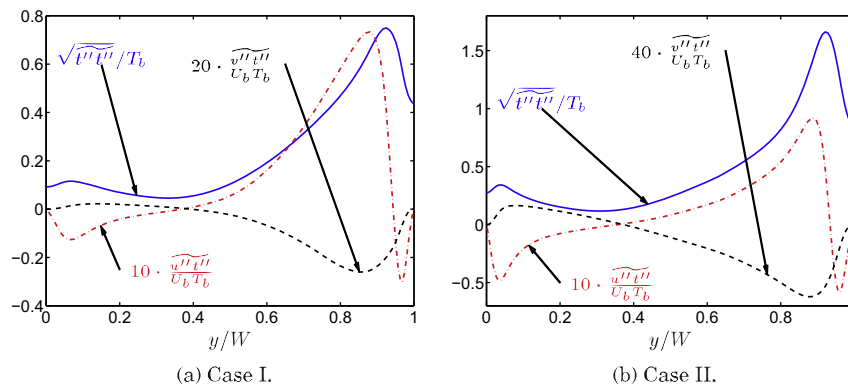 0.8
0.6
0.4
0.2
0
−0.2
−0.4
0 0.2 0.4 0.6 0.8 1
√(t''t'')/T_b
20 · v''t''/U_b T_b
10 · u''t''/U_b T_b
y/W
(a) Case I.
1.5
1
0.5
0
−0.5
0 0.2 0.4 0.6 0.8 1
40 · v''t''/U_b T_b
√(t''t'')/T_b
10 · u''t''/U_b T_b
y/W
(b) Case II.